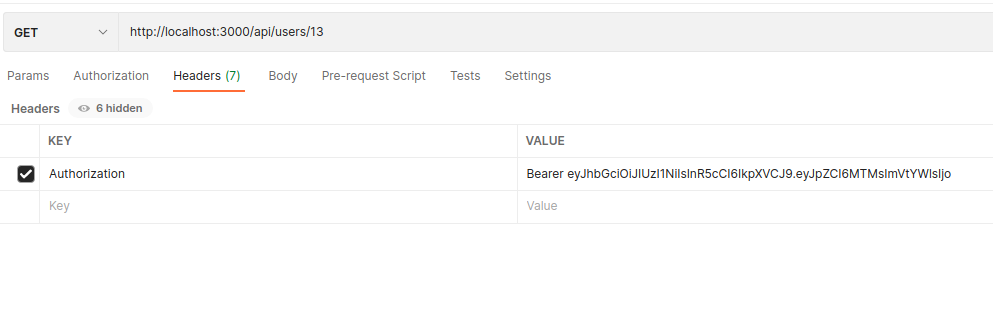 GET http://localhost:3000/api/users/13
Params Authorization Headers (7) Body Pre-request Script Tests Settings
Headers 6 hidden
KEY VALUE
Authorization Bearer eyJhbGciOiJIUzI1NiIsInR5cCI6IkpXVCJ9.eyJpZCI6MTMsImVtYWlsIjo
Key Value